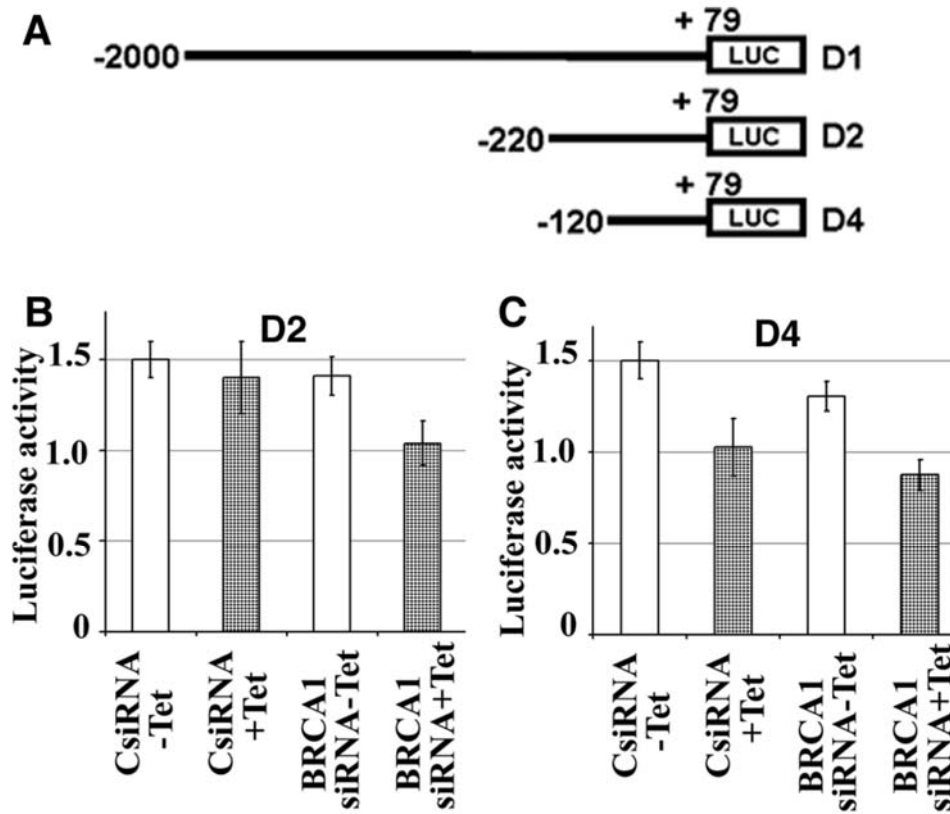 A
+ 79
-2000 LUC D1
+ 79
-220 LUC D2
+ 79
-120 LUC D4
B
D2
Luciferase activity
1.5
1.0
0.5
0
CsiRNA
-Tet
CsiRNA
+Tet
BRCA1
siRNA-Tet
BRCA1
siRNA+Tet
C
D4
Luciferase activity
1.5
1.0
0.5
0
CsiRNA
-Tet
CsiRNA
+Tet
BRCA1
siRNA-Tet
BRCA1
siRNA+Tet